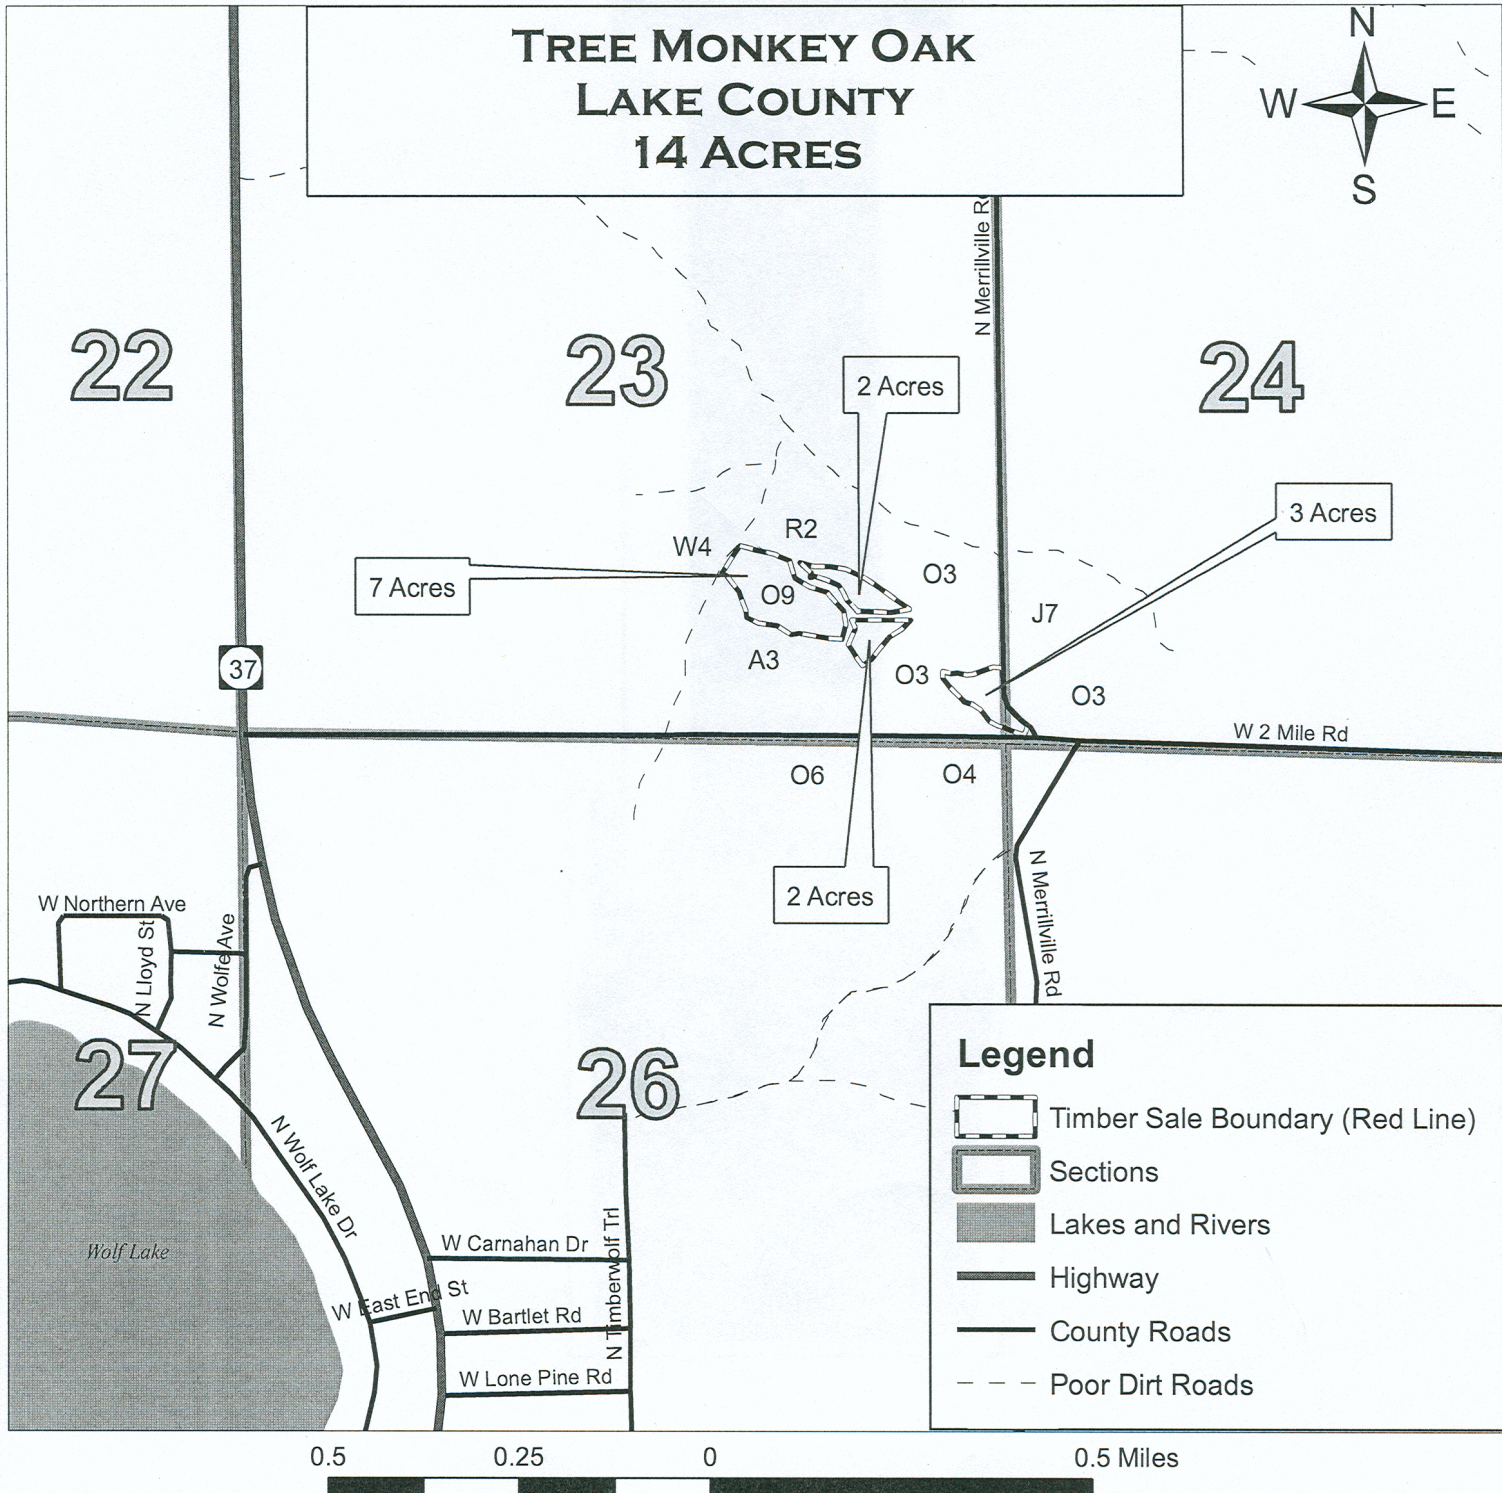 TREE MONKEY OAK
LAKE COUNTY
14 ACRES
N
W E
S
N Merrillville Rd
22
23
24
2 Acres
3 Acres
R2
W4
7 Acres
O9
O3
J7
A3
O3
O3
37
W 2 Mile Rd
O6
O4
2 Acres
W Northern Ave
N Lloyd St
N Wolfe Ave
N Merrillville Rd
27
26
N Wolf Lake Dr
Wolf Lake
W Carnahan Dr
N Timberwolf Trl
W East End St
W Bartlet Rd
W Lone Pine Rd
Legend
Timber Sale Boundary (Red Line)
Sections
Lakes and Rivers
Highway
County Roads
Poor Dirt Roads
0.5 0.25 0 0.5 Miles